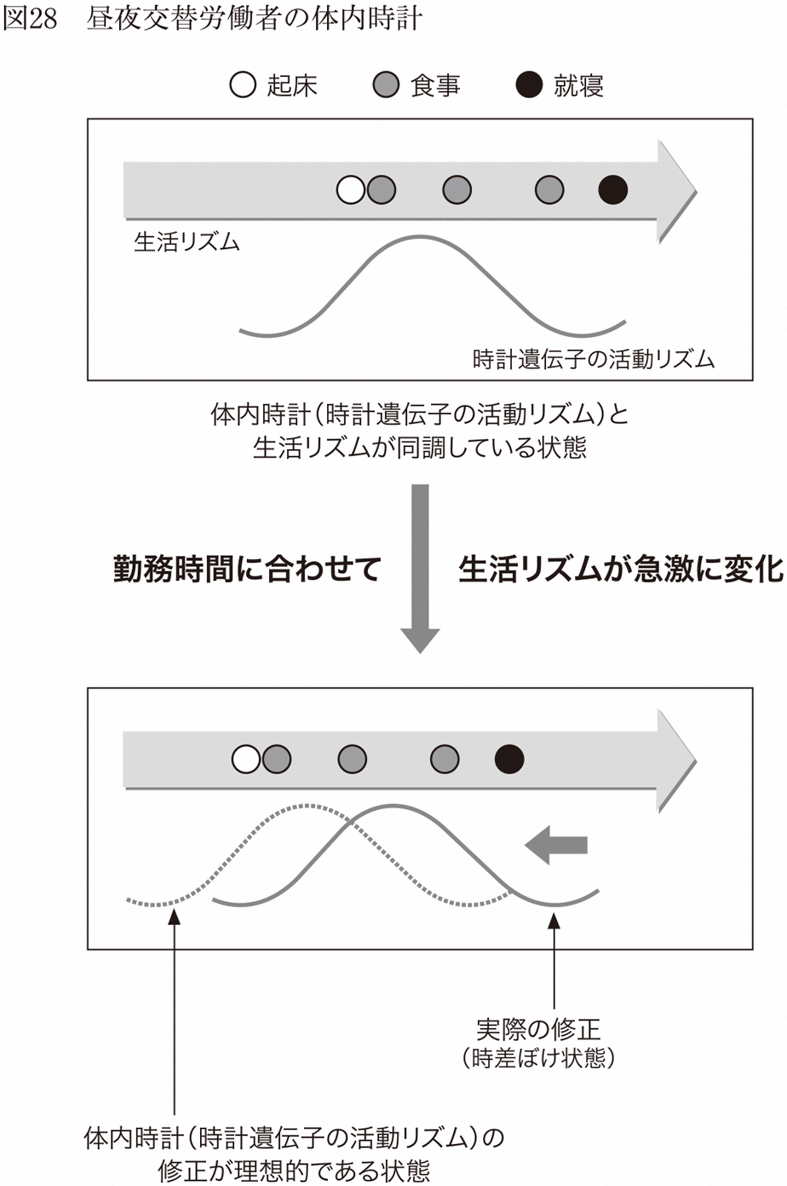 図28　昼夜交替労働者の体内時計
起床　食事　就寝
生活リズム
時計遺伝子の活動リズム
体内時計（時計遺伝子の活動リズム）と
生活リズムが同調している状態
勤務時間に合わせて　生活リズムが急激に変化
実際の修正
（時差ぼけ状態）
体内時計（時計遺伝子の活動リズム）の
修正が理想的である状態